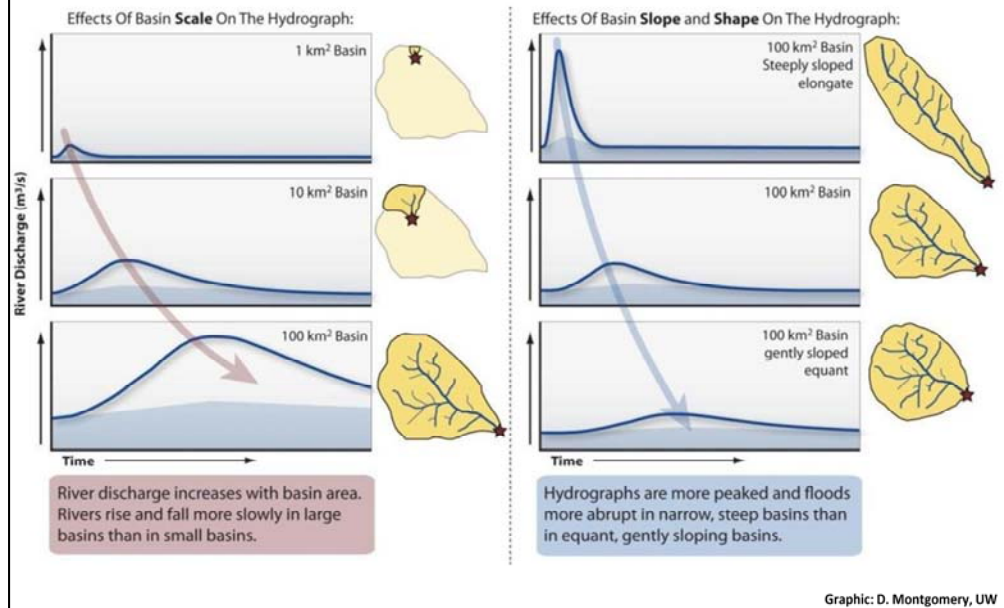 Effects Of Basin Scale On The Hydrograph:
1 km² Basin
10 km² Basin
100 km² Basin
River Discharge (m³/s)
Time
River discharge increases with basin area.
Rivers rise and fall more slowly in large
basins than in small basins.
Effects Of Basin Slope and Shape On The Hydrograph:
100 km² Basin
Steeply sloped
elongate
100 km² Basin
100 km² Basin
gently sloped
equant
Time
Hydrographs are more peaked and floods
more abrupt in narrow, steep basins than
in equant, gently sloping basins.
Graphic: D. Montgomery, UW